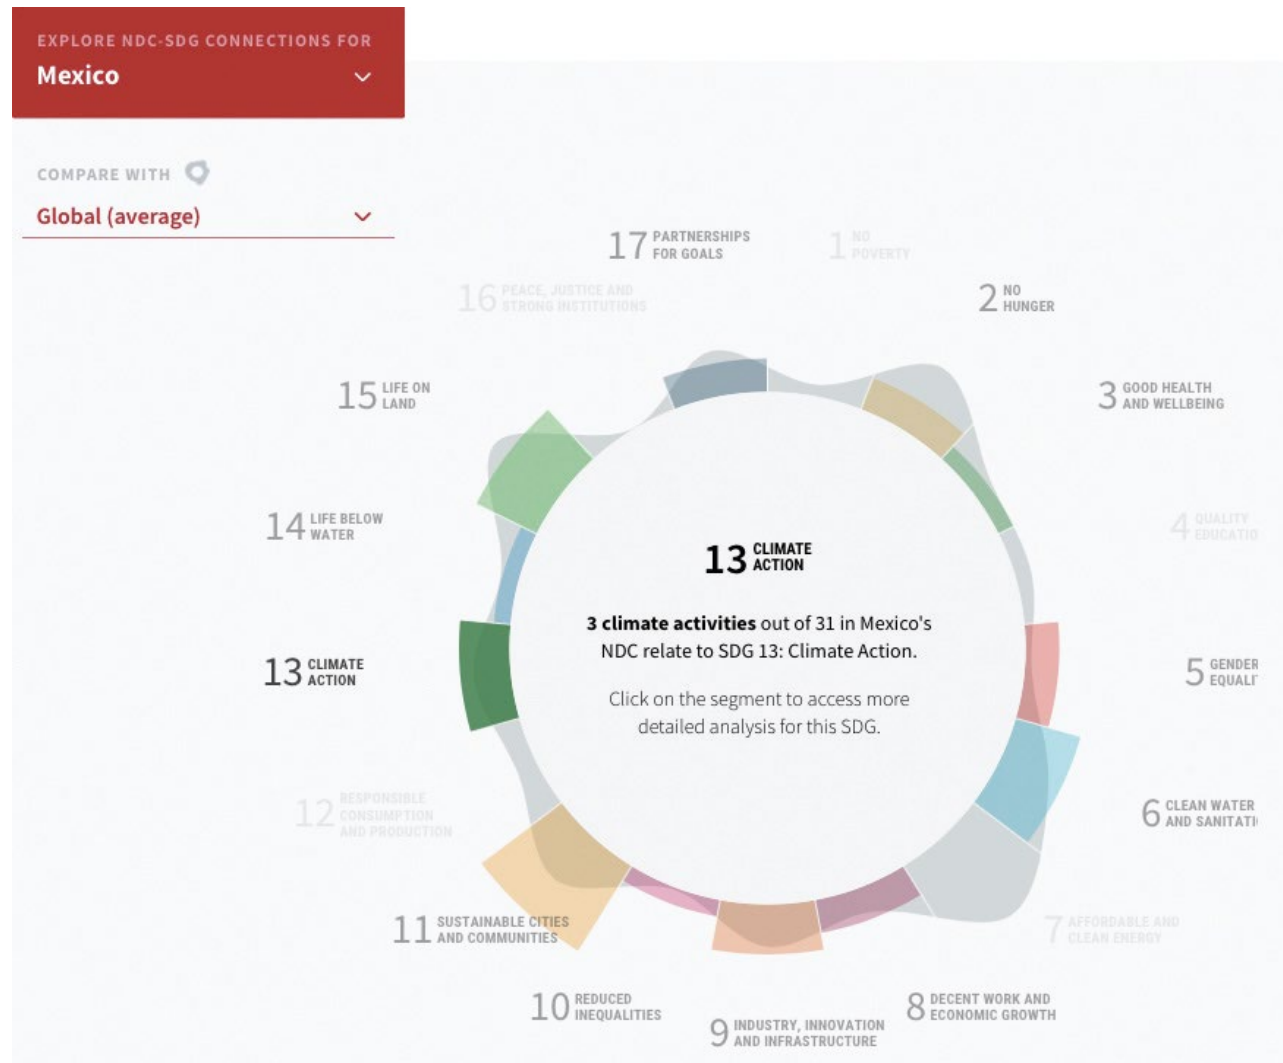 EXPLORE NDC-SDG CONNECTIONS FOR
Mexico
COMPARE WITH
Global (average)
17 PARTNERSHIPS
FOR GOALS
1 NO
POVERTY
16 PEACE, JUSTICE AND
STRONG INSTITUTIONS
2 NO
HUNGER
15 LIFE ON
LAND
3 GOOD HEALTH
AND WELLBEING
14 LIFE BELOW
WATER
4 QUALITY
EDUCATIO
13 CLIMATE
ACTION
3 climate activities out of 31 in Mexico's
NDC relate to SDG 13: Climate Action.
Click on the segment to access more
detailed analysis for this SDG.
13 CLIMATE
ACTION
5 GENDER
EQUALI
12 RESPONSIBLE
CONSUMPTION
AND PRODUCTION
6 CLEAN WATER
AND SANITATI
11 SUSTAINABLE CITIES
AND COMMUNITIES
7 AFFORDABLE AND
CLEAN ENERGY
10 REDUCED
INEQUALITIES
9 INDUSTRY, INNOVATION
AND INFRASTRUCTURE
8 DECENT WORK AND
ECONOMIC GROWTH